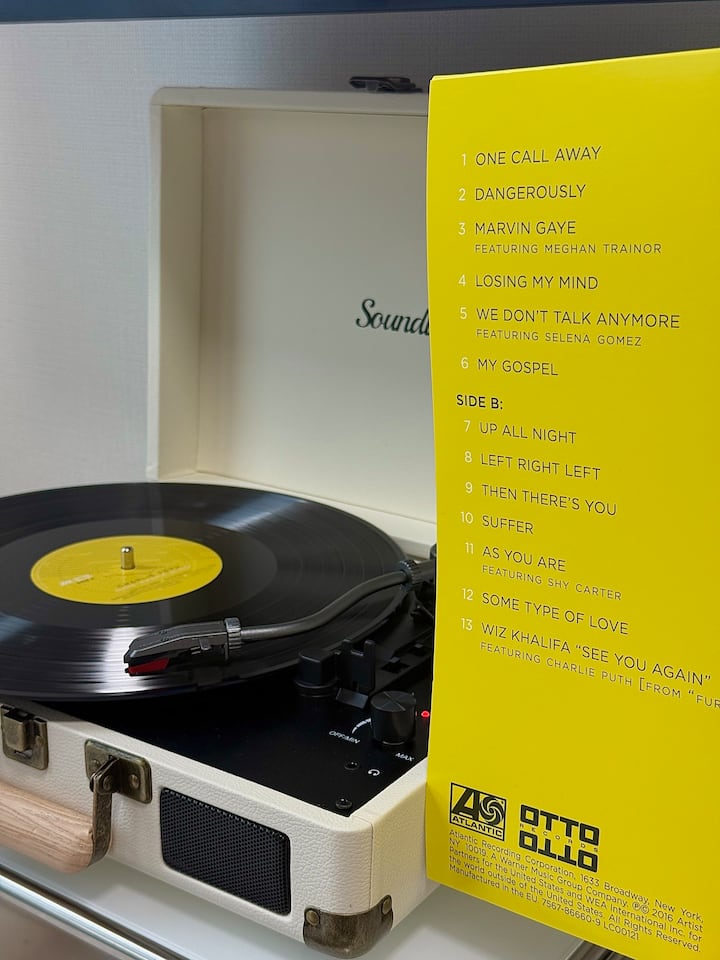 1 ONE CALL AWAY
2 DANGEROUSLY
3 MARVIN GAYE
FEATURING MEGHAN TRAINOR
4 LOSING MY MIND
5 WE DON'T TALK ANYMORE
FEATURING SELENA GOMEZ
6 MY GOSPEL
SIDE B:
7 UP ALL NIGHT
8 LEFT RIGHT LEFT
9 THEN THERE'S YOU
10 SUFFER
11 AS YOU ARE
FEATURING SHY CARTER
12 SOME TYPE OF LOVE
13 WIZ KHALIFA "SEE YOU AGAIN"
FEATURING CHARLIE PUTH [FROM "FUR
ATLANTIC
OTTO
RECORDS
OTTO
Atlantic Recording Corporation, 1633 Broadway, New York,
NY 10019. A Warner Music Group Company. ℗© 2016 Artist
Partners for the United States and WEA International Inc. for
the world outside of the United States. All Rights Reserved.
Manufactured in the EU. 7567-86660-9 LC00121
Sound
OFF/MIN
MAX